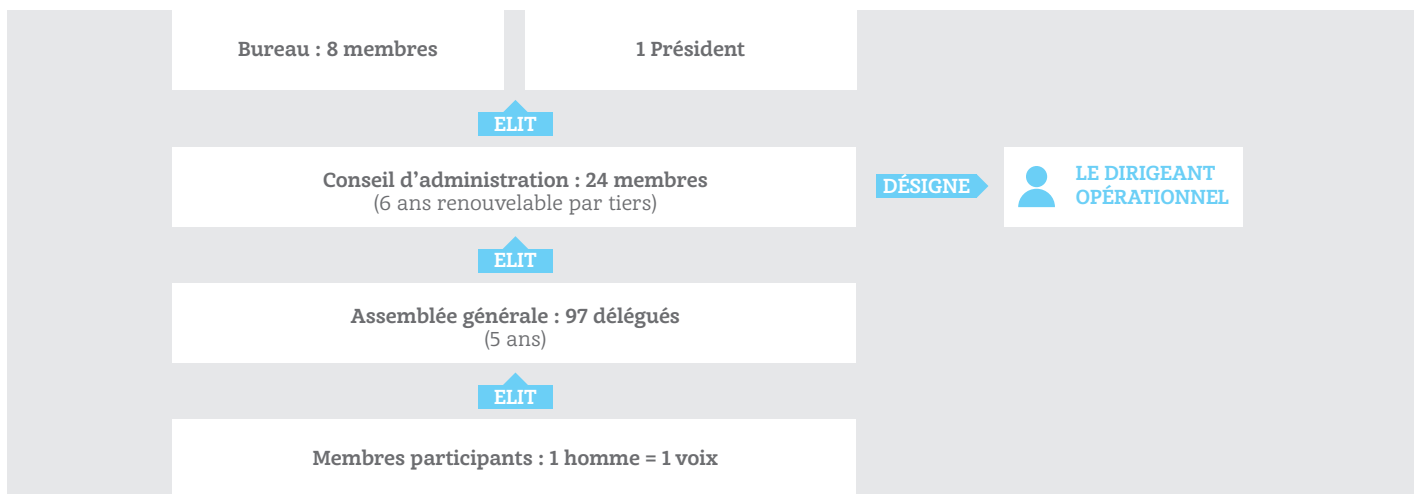 Bureau : 8 membres
1 Président
ELIT
Conseil d’administration : 24 membres
(6 ans renouvelable par tiers)
DÉSIGNE
LE DIRIGEANT
OPÉRATIONNEL
ELIT
Assemblée générale : 97 délégués
(5 ans)
ELIT
Membres participants : 1 homme = 1 voix